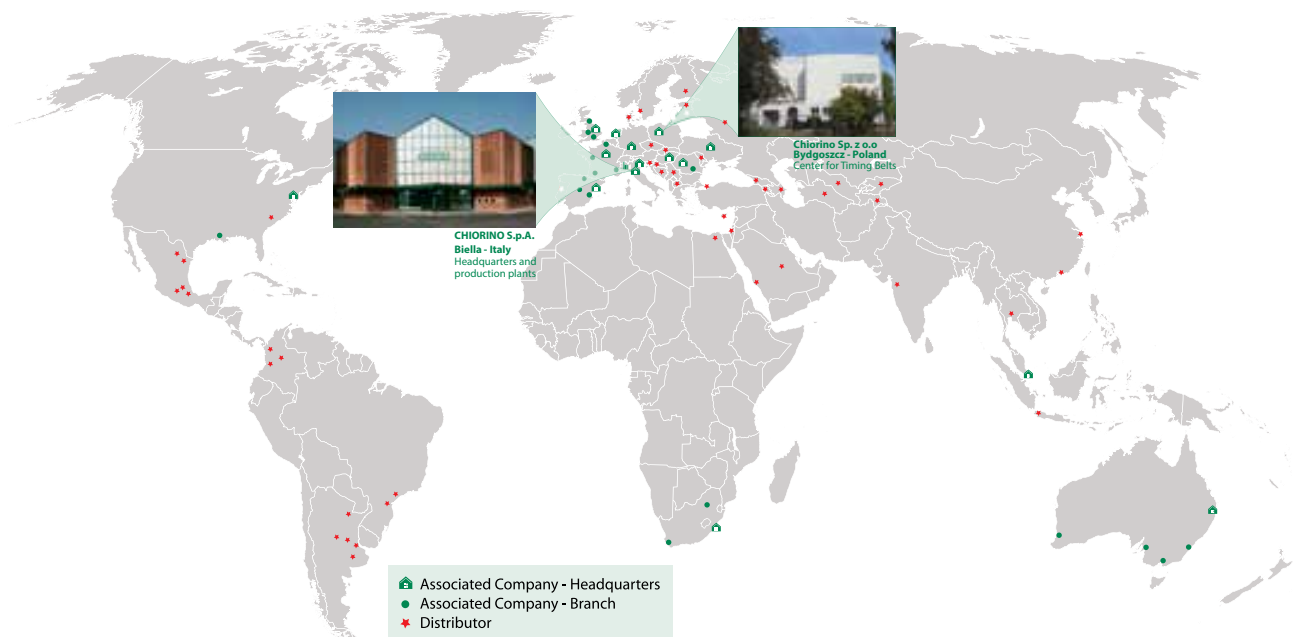 Chiorino Sp. z o.o
Bydgoszcz - Poland
Center for Timing Belts
CHIORINO S.p.A.
Biella - Italy
Headquarters and
production plants
Associated Company - Headquarters
Associated Company - Branch
Distributor